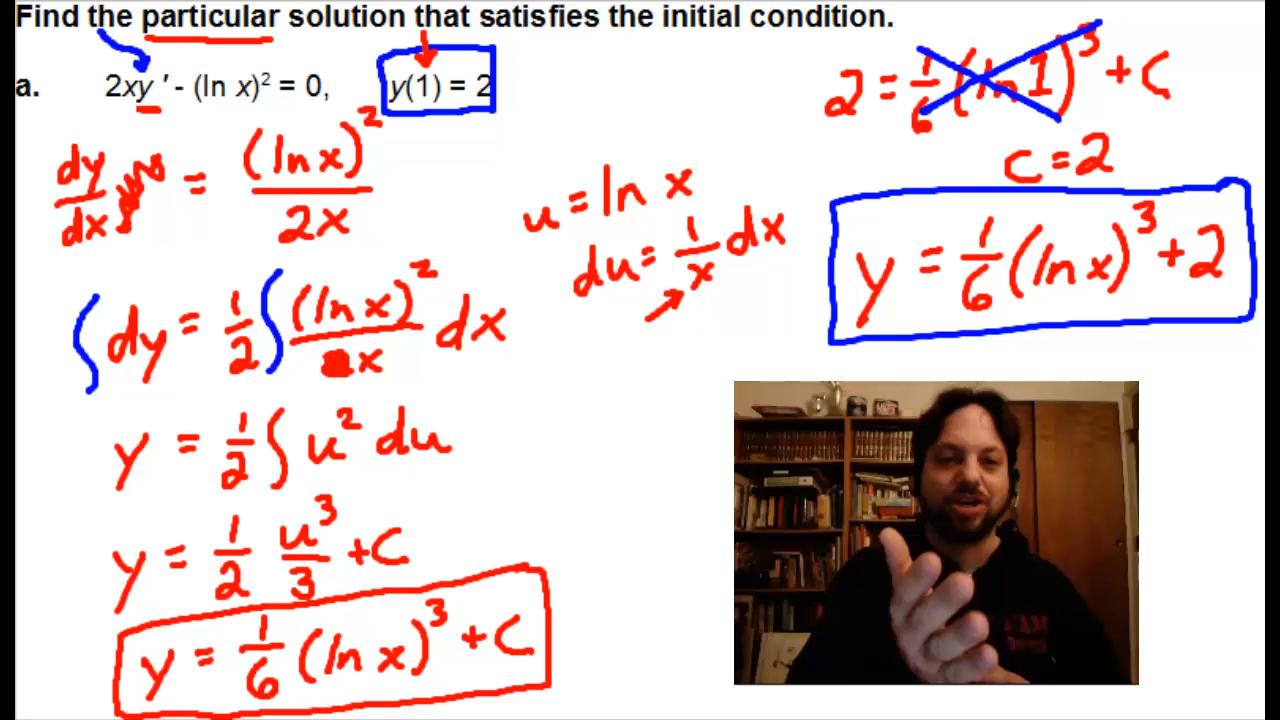 Find the particular solution that satisfies the initial condition.
a. 2xy ′ - (ln x)² = 0, y(1) = 2
dy/dx = (ln x)²/2x
∫ dy = 1/2 ∫ (ln x)²/x dx
y = 1/2 ∫ u² du
y = 1/2 u³/3 + C
y = 1/6 (ln x)³ + C
u = ln x
du = 1/x dx
2 = 1/6 (ln 1)³ + C
C = 2
y = 1/6 (ln x)³ + 2